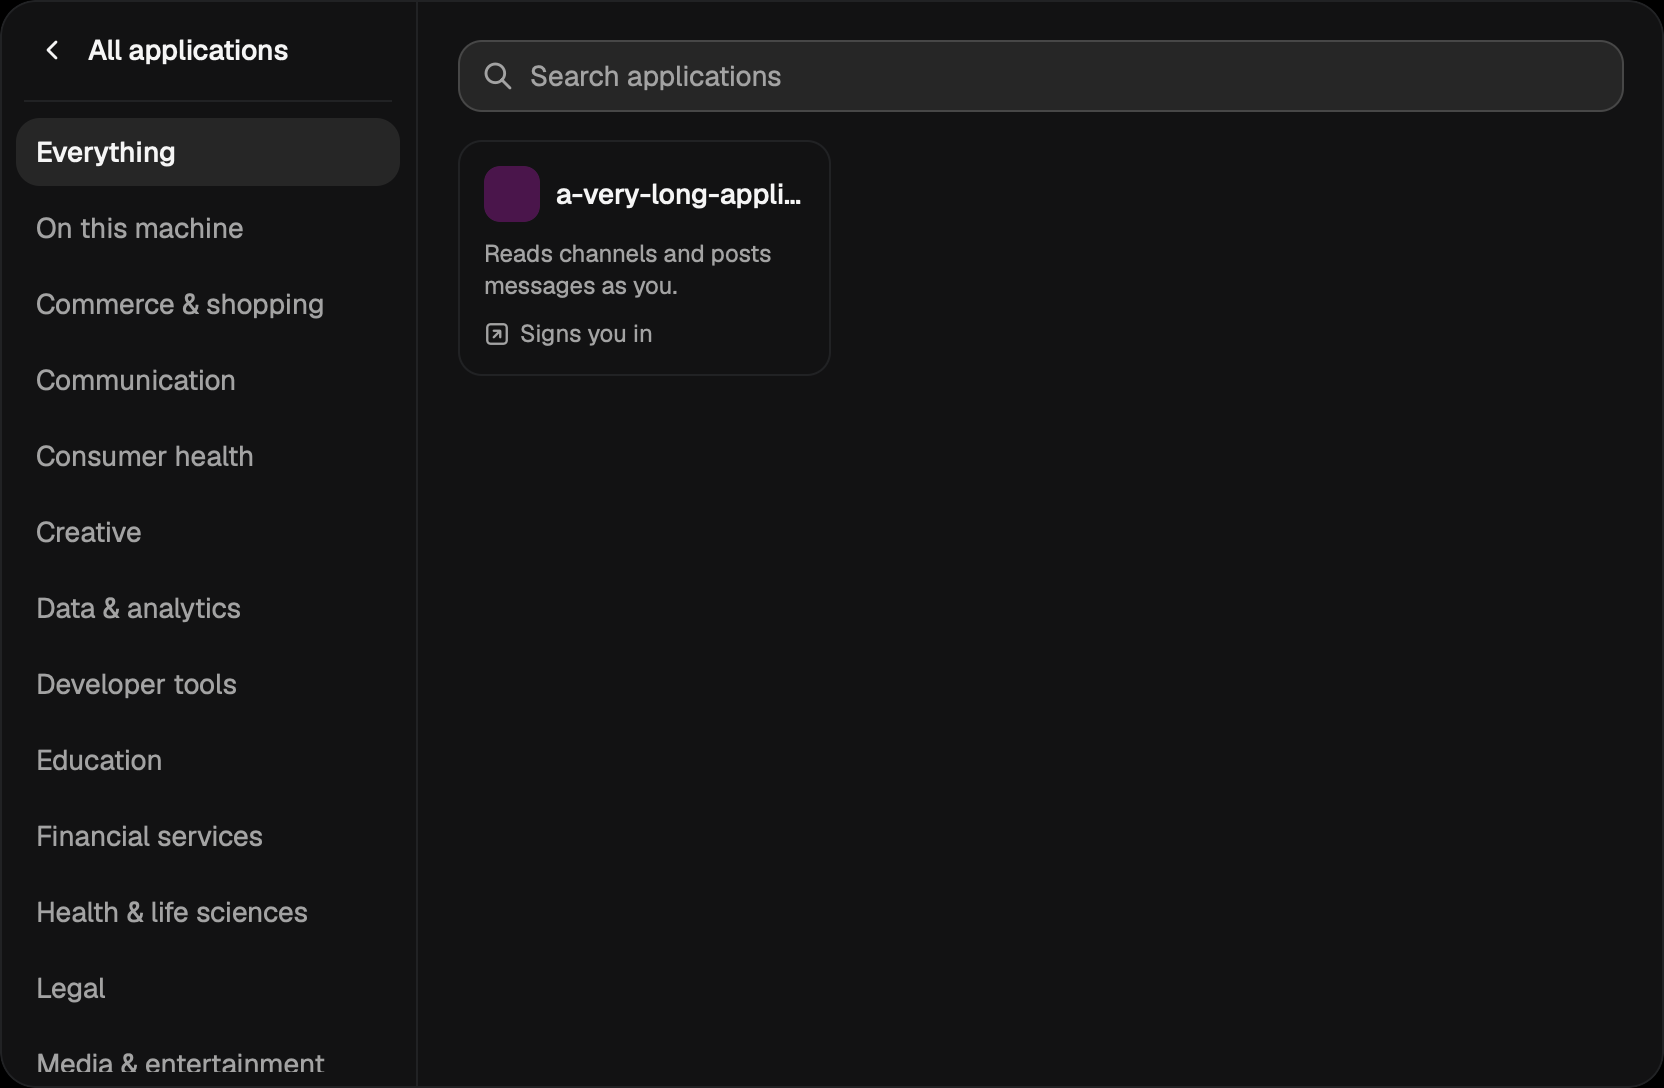 All applications
Everything
On this machine
Commerce & shopping
Communication
Consumer health
Creative
Data & analytics
Developer tools
Education
Financial services
Health & life sciences
Legal
Media & entertainment
Search applications
a-very-long-appli...
Reads channels and posts
messages as you.
Signs you in